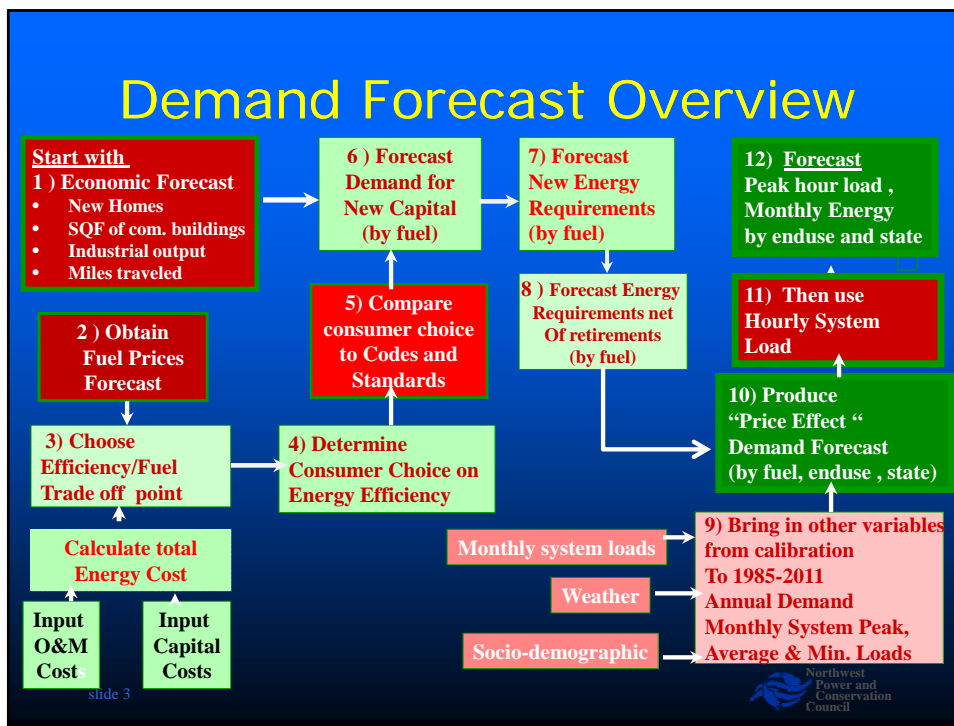 Demand Forecast Overview
Start with
1 ) Economic Forecast
• New Homes
• SQF of com. buildings
• Industrial output
• Miles traveled
6 ) Forecast
Demand for
New Capital
(by fuel)
7) Forecast
New Energy
Requirements
(by fuel)
12) Forecast
Peak hour load ,
Monthly Energy
by enduse and state
2 ) Obtain
Fuel Prices
Forecast
5) Compare
consumer choice
to Codes and
Standards
8 ) Forecast Energy
Requirements net
Of retirements
(by fuel)
11) Then use
Hourly System
Load
3) Choose
Efficiency/Fuel
Trade off point
4) Determine
Consumer Choice on
Energy Efficiency
10) Produce
“Price Effect “
Demand Forecast
(by fuel, enduse , state)
Calculate total
Energy Cost
Input
O&M
Costs
Input
Capital
Costs
Monthly system loads
Weather
Socio-demographic
9) Bring in other variables
from calibration
To 1985-2011
Annual Demand
Monthly System Peak,
Average & Min. Loads
slide 3
Northwest
Power and
Conservation
Council